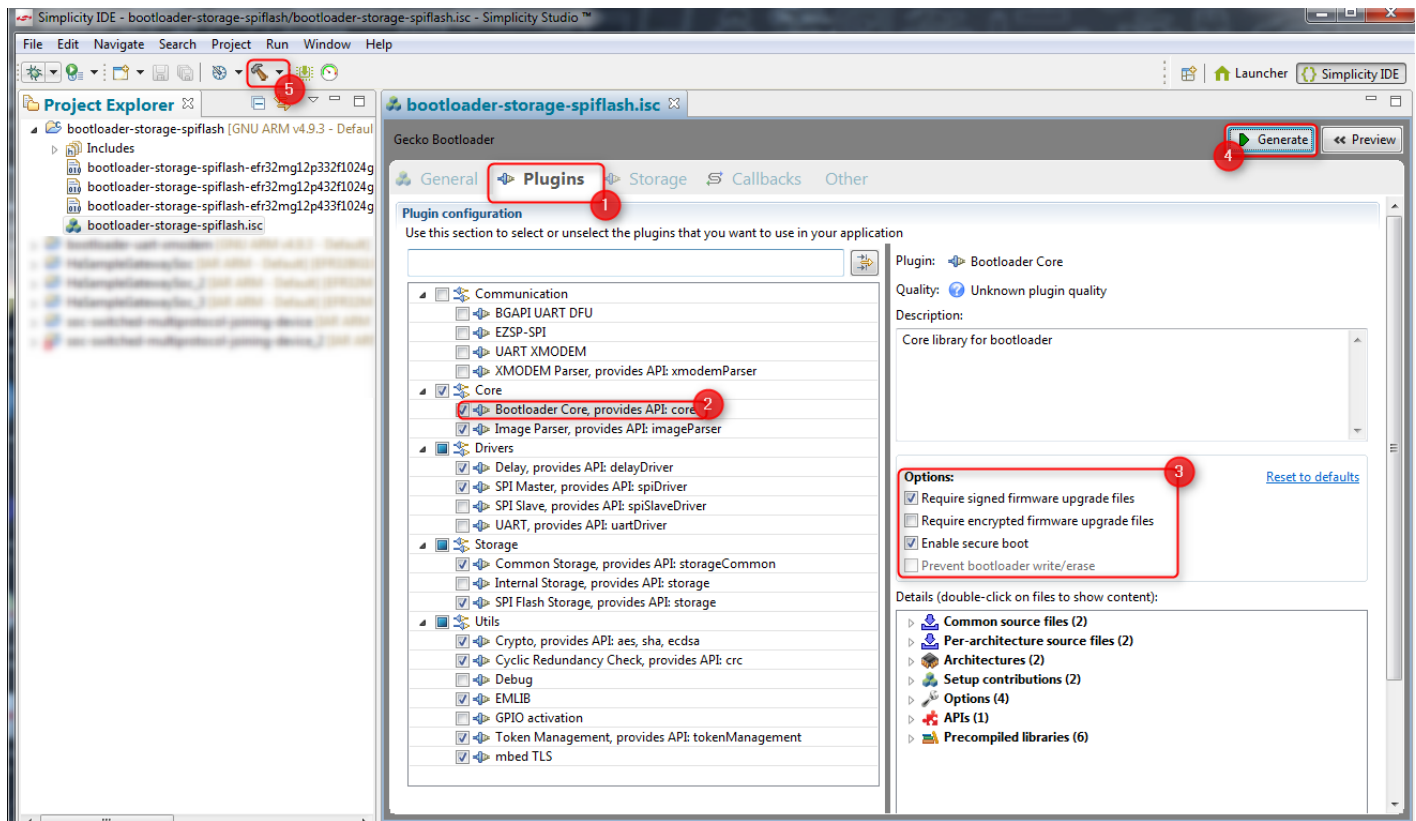 Simplicity IDE - bootloader-storage-spiflash/bootloader-storage-spiflash.isc - Simplicity Studio ™
File Edit Navigate Search Project Run Window Help
5
Launcher Simplicity IDE
Project Explorer
bootloader-storage-spiflash [GNU ARM v4.9.3 - Defaul
Includes
bootloader-storage-spiflash-efr32mg12p332f1024g
bootloader-storage-spiflash-efr32mg12p432f1024g
bootloader-storage-spiflash-efr32mg12p433f1024g
bootloader-storage-spiflash.isc
bootloader-storage-spiflash.isc
Gecko Bootloader
Generate
Preview
4
General Plugins Storage Callbacks Other
1
Plugin configuration
Use this section to select or unselect the plugins that you want to use in your application
Communication
BGAPI UART DFU
EZSP-SPI
UART XMODEM
XMODEM Parser, provides API: xmodemParser
Core
Bootloader Core, provides API: core
2
Image Parser, provides API: imageParser
Drivers
Delay, provides API: delayDriver
SPI Master, provides API: spiDriver
SPI Slave, provides API: spiSlaveDriver
UART, provides API: uartDriver
Storage
Common Storage, provides API: storageCommon
Internal Storage, provides API: storage
SPI Flash Storage, provides API: storage
Utils
Crypto, provides API: aes, sha, ecdsa
Cyclic Redundancy Check, provides API: crc
Debug
EMLIB
GPIO activation
Token Management, provides API: tokenManagement
mbed TLS
Plugin: Bootloader Core
Quality: Unknown plugin quality
Description:
Core library for bootloader
3
Options: Reset to defaults
Require signed firmware upgrade files
Require encrypted firmware upgrade files
Enable secure boot
Prevent bootloader write/erase
Details (double-click on files to show content):
Common source files (2)
Per-architecture source files (2)
Architectures (2)
Setup contributions (2)
Options (4)
APIs (1)
Precompiled libraries (6)